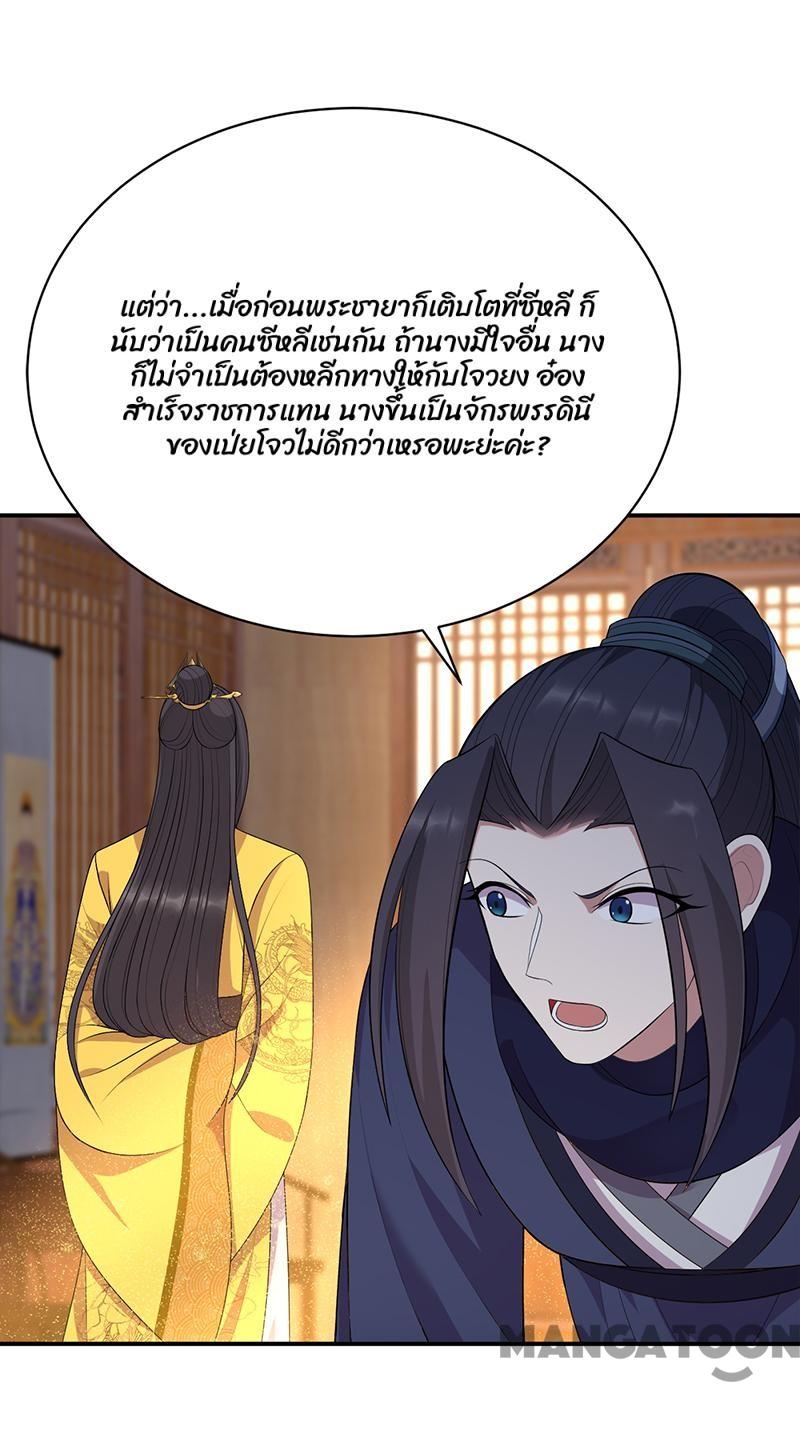 แต่ว่า...เมื่อก่อนพระชายาก็เติบโตที่ซีหลี ก็
นับว่าเป็นคนซีหลีเช่นกัน ถ้านางมีใจอื่น นาง
ก็ไม่จำเป็นต้องหลีกทางให้กับโจวยง อ๋อง
สำเร็จราชการแทน นางขึ้นเป็นจักรพรรดินี
ของเป่ยโจวไม่ดีกว่าเหรอพะย่ะค่ะ?
MANGATOON